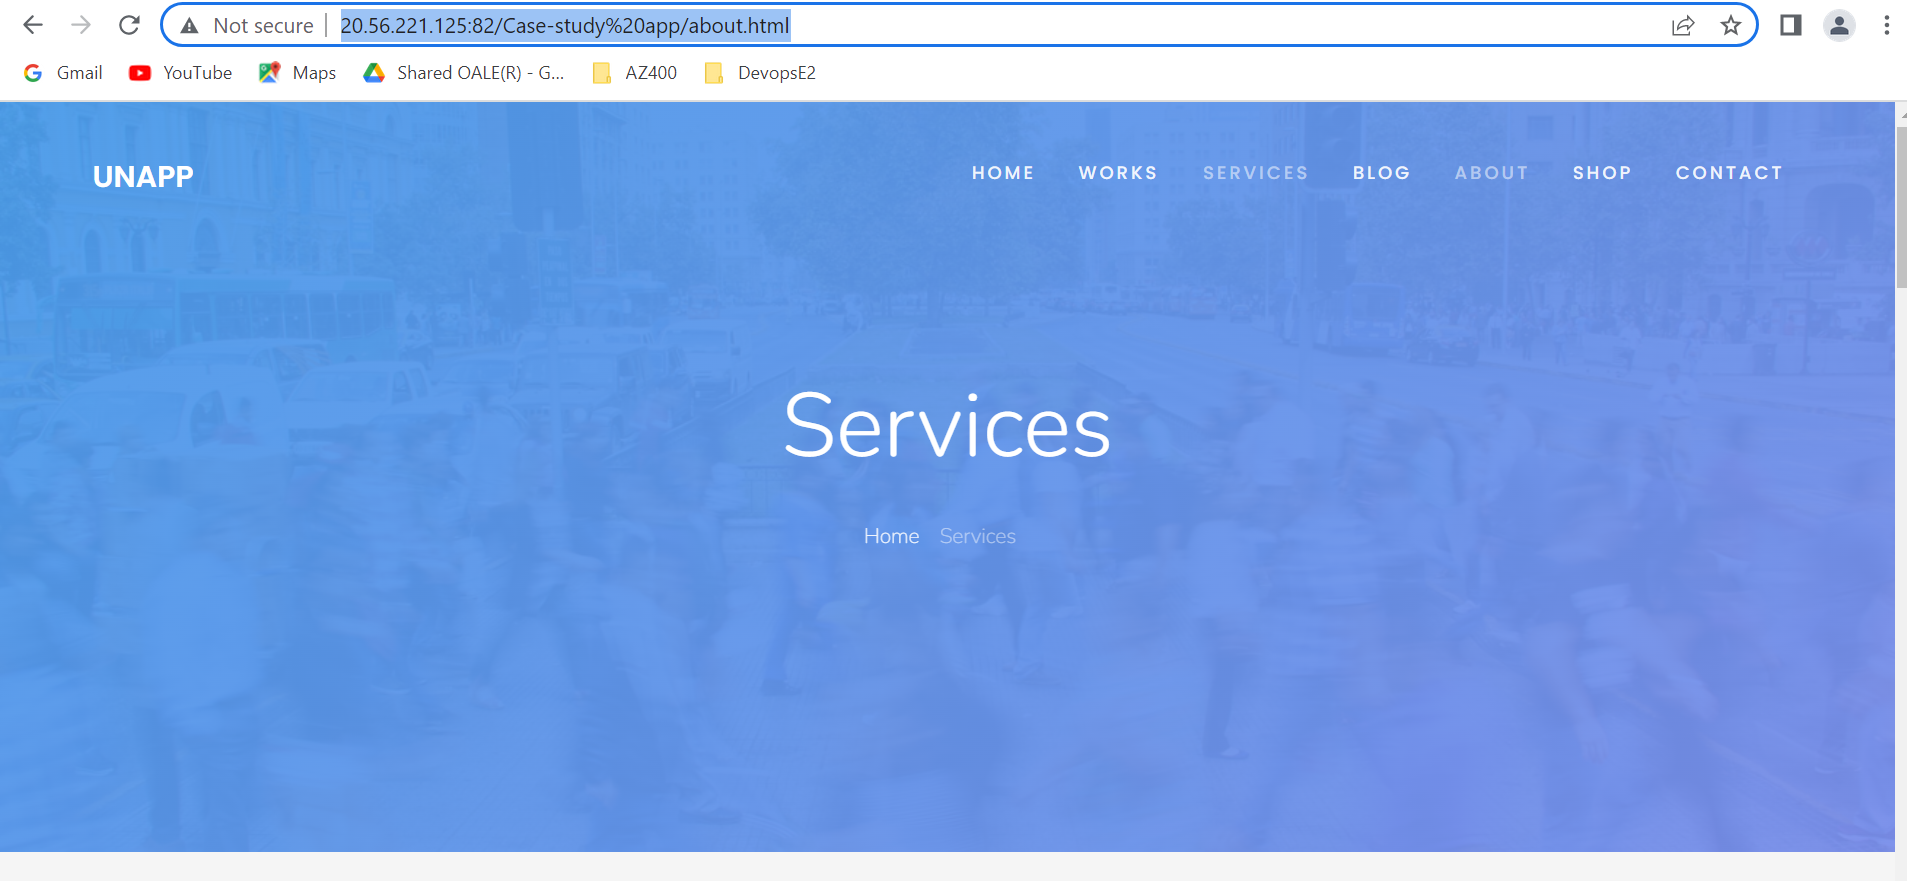 Not secure 20.56.221.125:82/Case-study%20app/about.html
Gmail YouTube Maps Shared OALE(R) - G... AZ400 DevopsE2
UNAPP HOME WORKS SERVICES BLOG ABOUT SHOP CONTACT
Services
Home Services